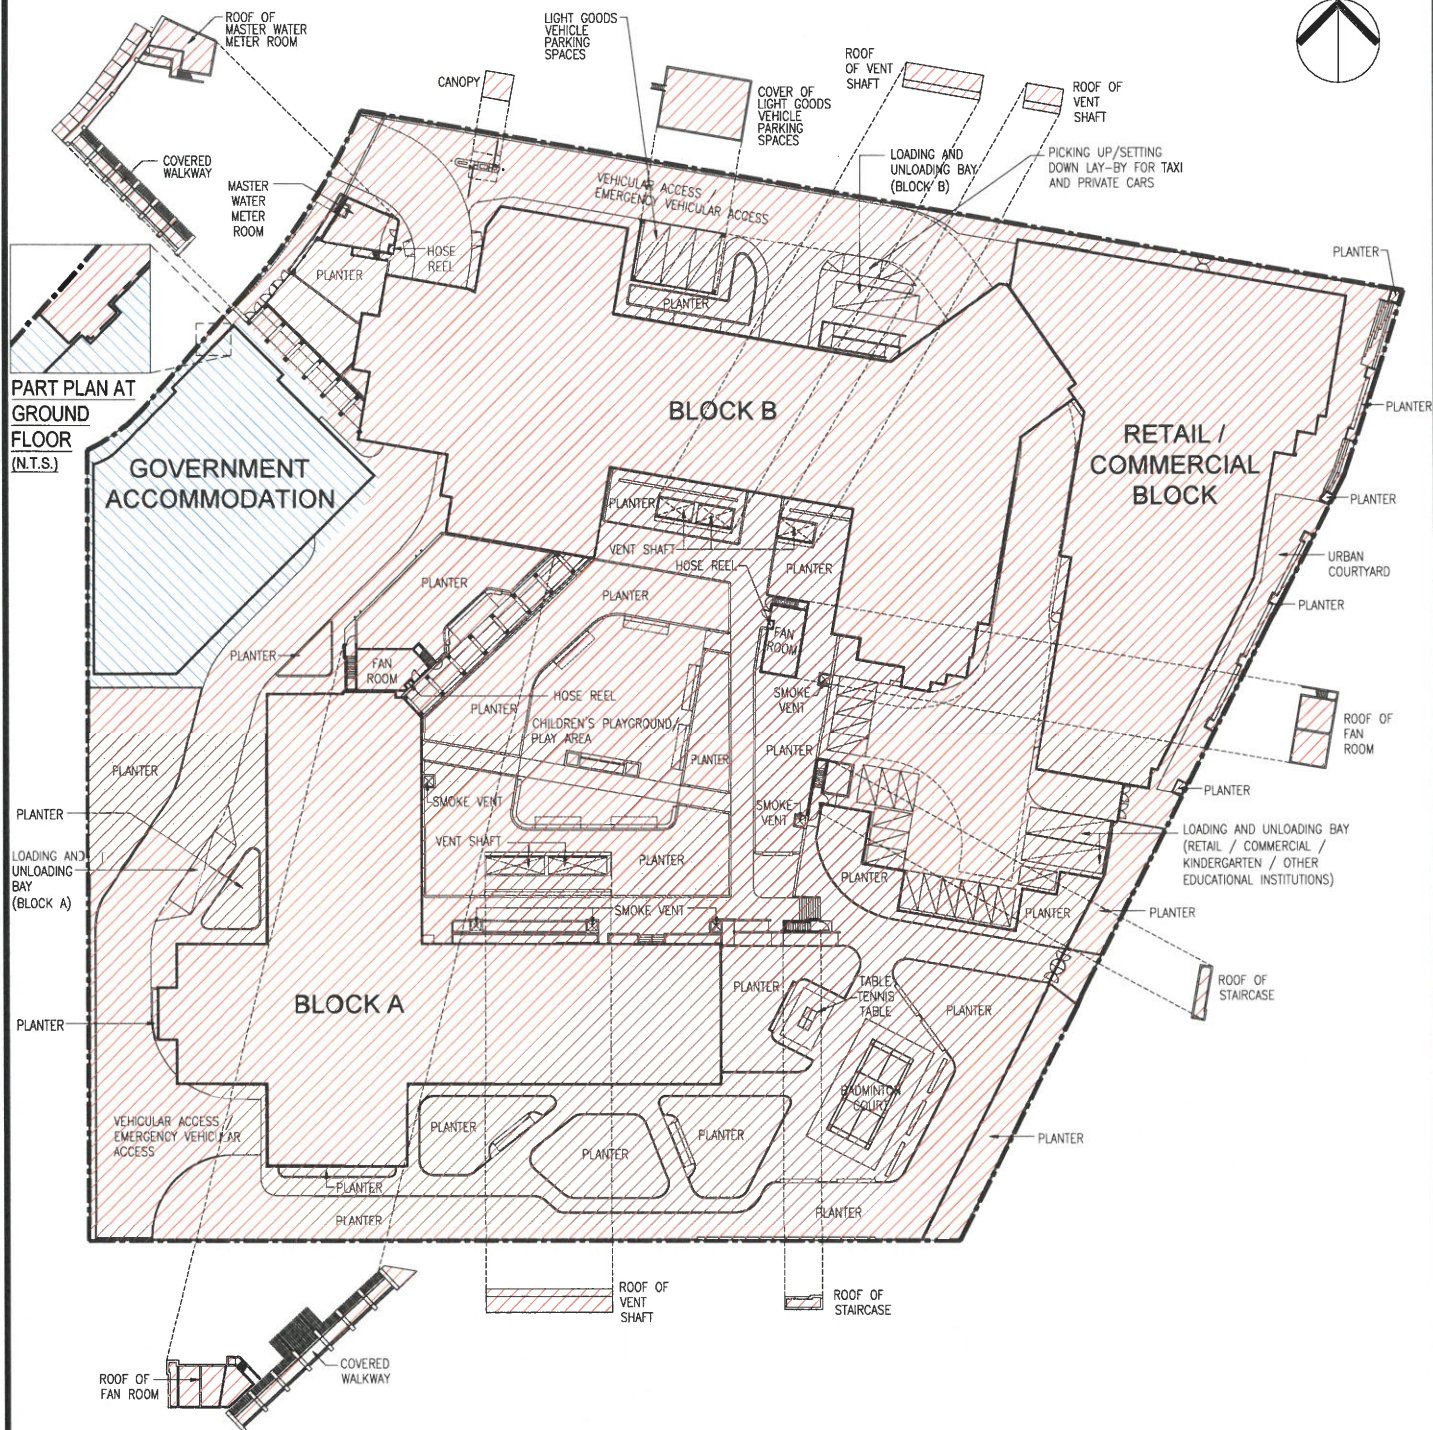 ROOF OF
MASTER WATER
METER ROOM
LIGHT GOODS
VEHICLE
PARKING
SPACES
CANOPY
COVER OF
LIGHT GOODS
VEHICLE
PARKING
SPACES
ROOF
OF VENT
SHAFT
ROOF OF
VENT
SHAFT
COVERED
WALKWAY
LOADING AND
UNLOADING BAY
(BLOCK B)
PICKING UP/SETTING
DOWN LAY-BY FOR TAXI
AND PRIVATE CARS
MASTER
WATER
METER
ROOM
VEHICULAR ACCESS /
EMERGENCY VEHICULAR ACCESS
HOSE
REEL
PLANTER
PLANTER
PLANTER
PART PLAN AT
GROUND
FLOOR
(N.T.S.)
BLOCK B
PLANTER
RETAIL /
COMMERCIAL
BLOCK
GOVERNMENT
ACCOMMODATION
PLANTER
PLANTER
VENT SHAFT
HOSE REEL
PLANTER
URBAN
COURTYARD
PLANTER
PLANTER
PLANTER
FAN
ROOM
PLANTER
FAN
ROOM
HOSE REEL
PLANTER
SMOKE
VENT
CHILDREN'S PLAYGROUND/
PLAY AREA
ROOF OF
FAN
ROOM
PLANTER
PLANTER
PLANTER
SMOKE VENT
SMOKE
VENT
PLANTER
PLANTER
VENT SHAFT
PLANTER
LOADING AND
UNLOADING
BAY
(BLOCK A)
LOADING AND UNLOADING BAY
(RETAIL / COMMERCIAL /
KINDERGARTEN / OTHER
EDUCATIONAL INSTITUTIONS)
PLANTER
SMOKE VENT
PLANTER
PLANTER
BLOCK A
PLANTER
TABLE
TENNIS
TABLE
PLANTER
ROOF OF
STAIRCASE
PLANTER
BADMINTON
COURT
VEHICULAR ACCESS
EMERGENCY VEHICULAR
ACCESS
PLANTER
PLANTER
PLANTER
PLANTER
PLANTER
PLANTER
PLANTER
ROOF OF
VENT
SHAFT
ROOF OF
STAIRCASE
COVERED
WALKWAY
ROOF OF
FAN ROOM